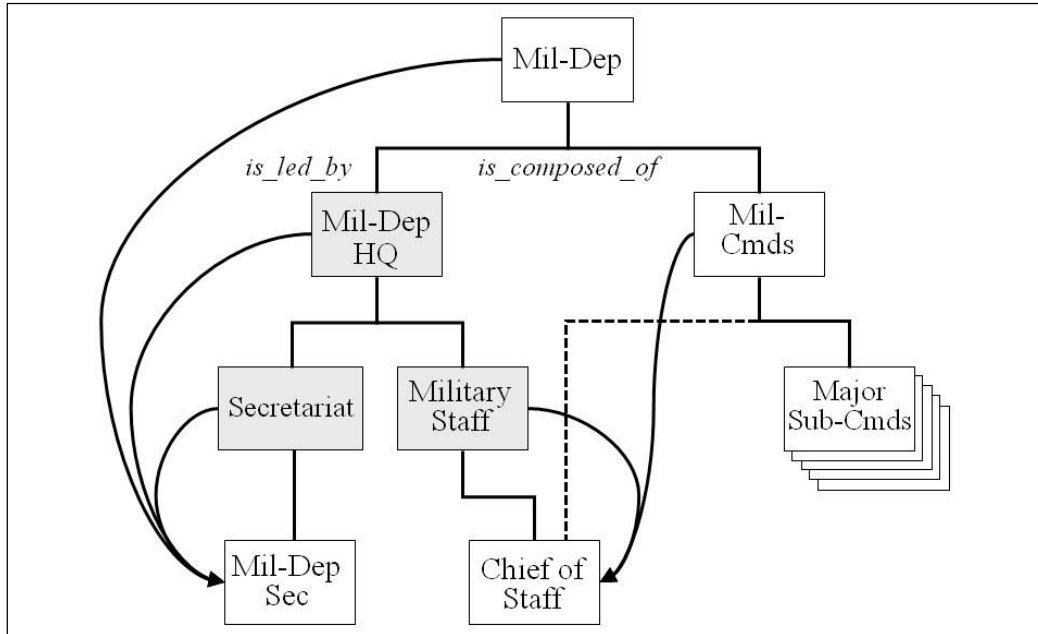 Mil-Dep
is_led_by
is_composed_of
Mil-Dep
HQ
Mil-
Cmds
Secretariat
Military
Staff
Major
Sub-Cmds
Mil-Dep
Sec
Chief of
Staff